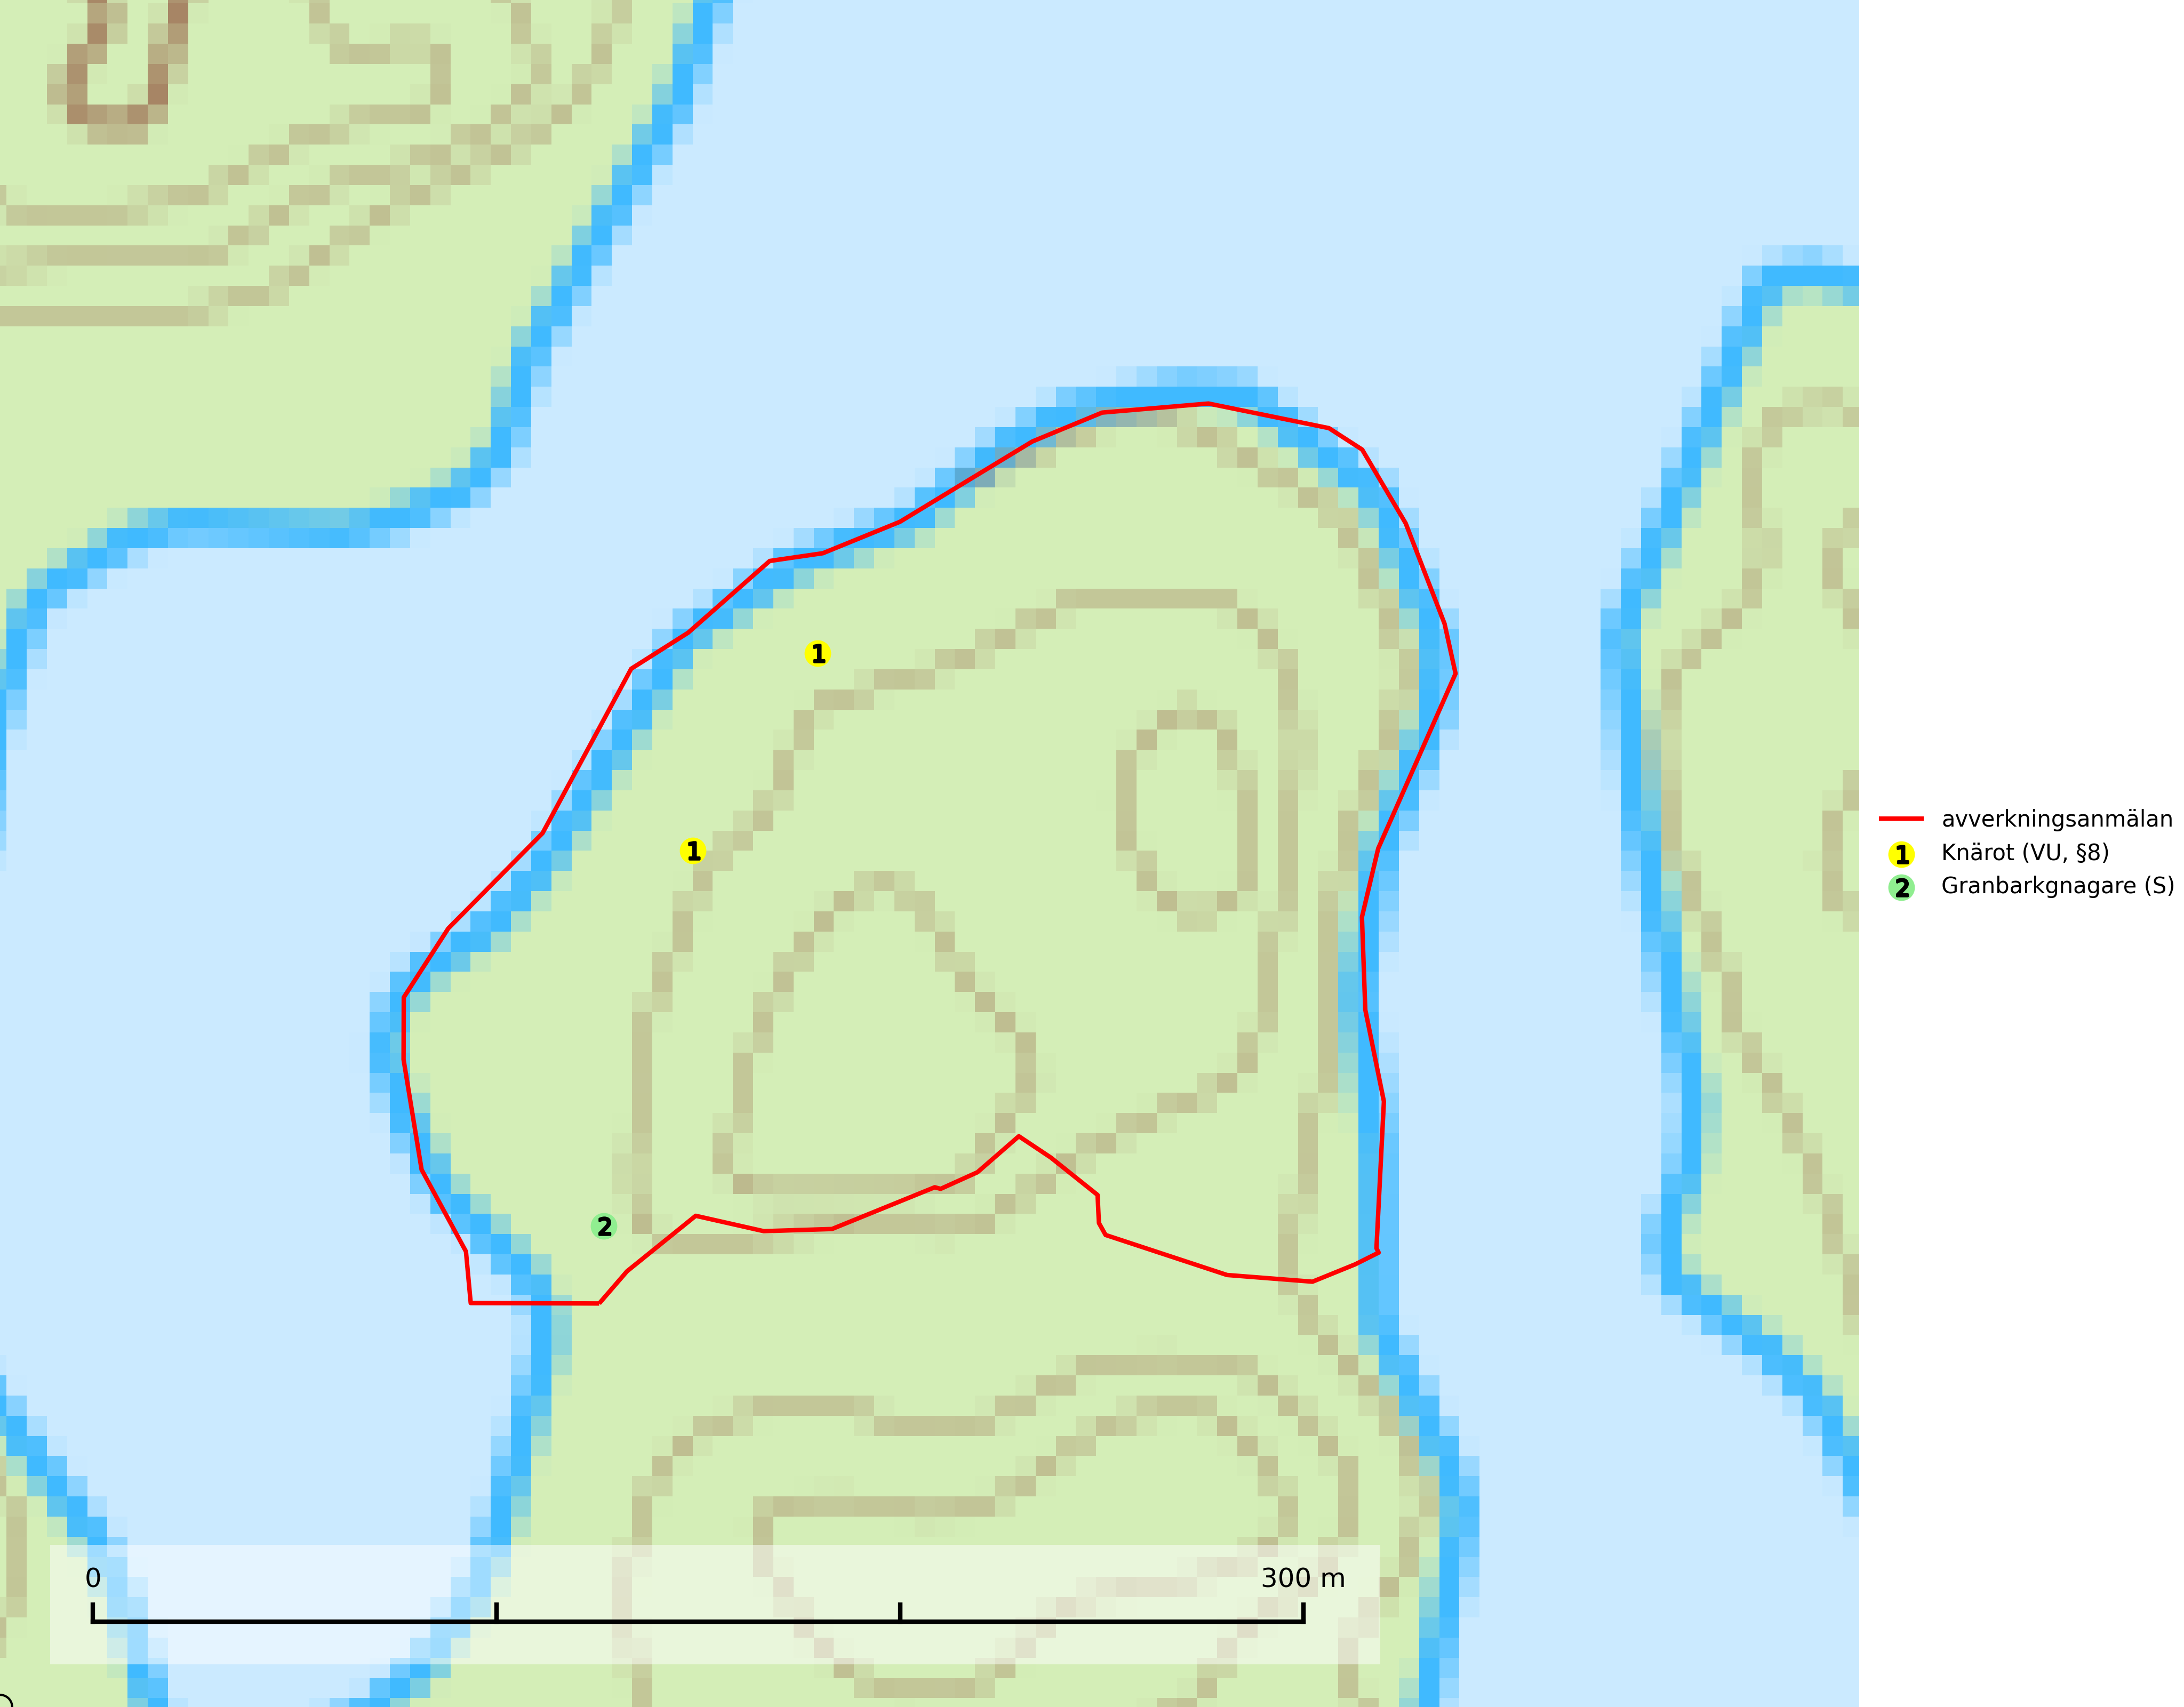 1
1
2
avverkningsanmälan
1 Knärot (VU, §8)
2 Granbarkgnagare (S)
0 300 m